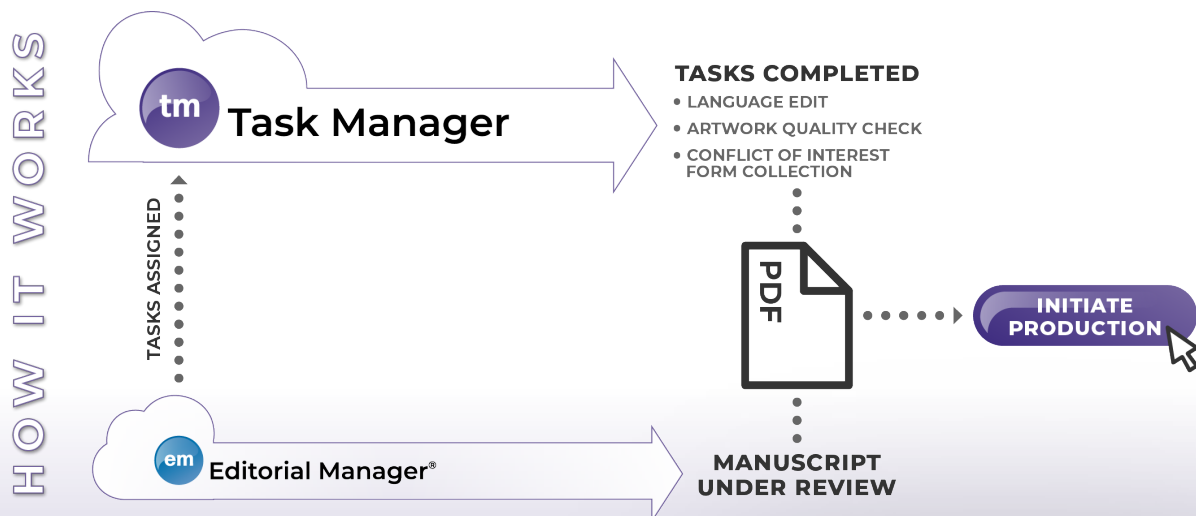 HOW IT WORKS
tm
Task Manager
TASKS COMPLETED
• LANGUAGE EDIT
• ARTWORK QUALITY CHECK
• CONFLICT OF INTEREST
FORM COLLECTION
TASKS ASSIGNED
PDF
INITIATE
PRODUCTION
em
Editorial Manager®
MANUSCRIPT
UNDER REVIEW